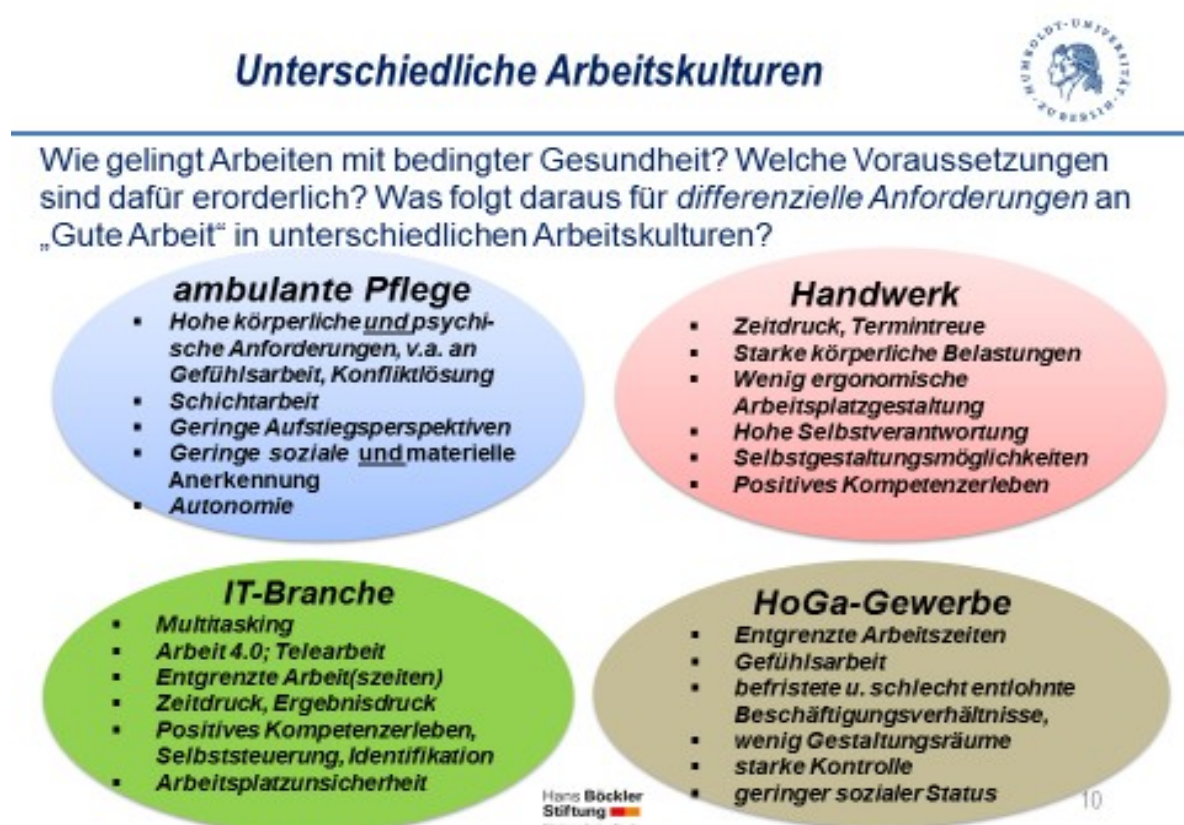 Unterschiedliche Arbeitskulturen
HUMBOLDT-UNIVERSITÄT
Wie gelingt Arbeiten mit bedingter Gesundheit? Welche Voraussetzungen
sind dafür erorderlich? Was folgt daraus für differenzielle Anforderungen an
„Gute Arbeit“ in unterschiedlichen Arbeitskulturen?
ambulante Pflege
▪ Hohe körperliche und psychi-
sche Anforderungen, v.a. an
Gefühlsarbeit, Konfliktlösung
▪ Schichtarbeit
▪ Geringe Aufstiegsperspektiven
▪ Geringe soziale und materielle
Anerkennung
▪ Autonomie
Handwerk
▪ Zeitdruck, Termintreue
▪ Starke körperliche Belastungen
▪ Wenig ergonomische
Arbeitsplatzgestaltung
▪ Hohe Selbstverantwortung
▪ Selbstgestaltungsmöglichkeiten
▪ Positives Kompetenzerleben
IT-Branche
▪ Multitasking
▪ Arbeit 4.0; Telearbeit
▪ Entgrenzte Arbeit(szeiten)
▪ Zeitdruck, Ergebnisdruck
▪ Positives Kompetenzerleben,
Selbststeuerung, Identifikation
▪ Arbeitsplatzunsicherheit
HoGa-Gewerbe
▪ Entgrenzte Arbeitszeiten
▪ Gefühlsarbeit
▪ befristete u. schlecht entlohnte
Beschäftigungsverhältnisse,
▪ wenig Gestaltungsräume
▪ starke Kontrolle
▪ geringer sozialer Status
Hans Böckler
Stiftung
10